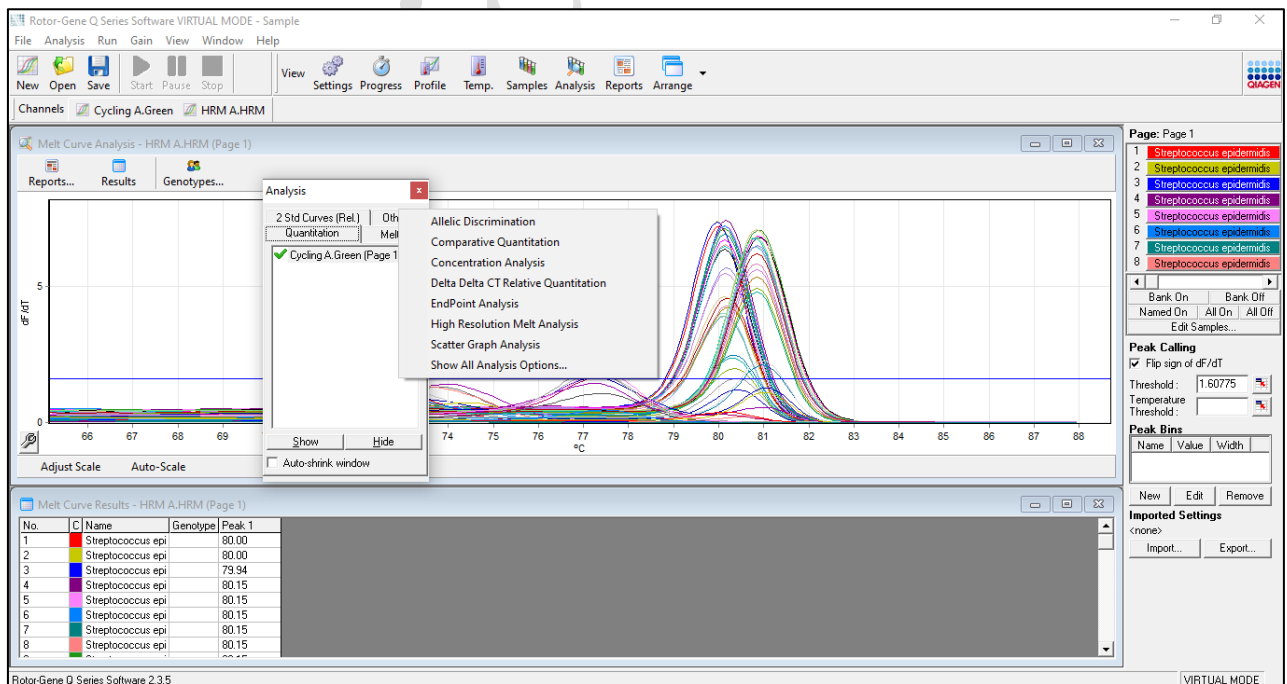 Rotor-Gene Q Series Software VIRTUAL MODE - Sample
File Analysis Run Gain View Window Help
New Open Save Start Pause Stop View Settings Progress Profile Temp. Samples Analysis Reports Arrange
QIAGEN
Channels Cycling A.Green HRM A.HRM
Melt Curve Analysis - HRM A.HRM (Page 1)
Reports... Results Genotypes...
5
0
dF/dT
66 67 68 69 74 75 76 77 78 79 80 81 82 83 84 85 86 87 88
ºC
Adjust Scale Auto-Scale
Analysis
2 Std Curves (Rel.) Oth
Quantitation Melt
Cycling A.Green (Page 1
Show Hide
Auto-shrink window
Allelic Discrimination
Comparative Quantitation
Concentration Analysis
Delta Delta CT Relative Quantitation
EndPoint Analysis
High Resolution Melt Analysis
Scatter Graph Analysis
Show All Analysis Options...
Page: Page 1
1 Streptococcus epidermidis
2 Streptococcus epidermidis
3 Streptococcus epidermidis
4 Streptococcus epidermidis
5 Streptococcus epidermidis
6 Streptococcus epidermidis
7 Streptococcus epidermidis
8 Streptococcus epidermidis
Bank On Bank Off
Named On All On All Off
Edit Samples...
Peak Calling
Flip sign of dF/dT
Threshold : 1.60775
Temperature
Threshold :
Peak Bins
Name Value Width
New Edit Remove
Imported Settings
<none>
Import... Export...
Melt Curve Results - HRM A.HRM (Page 1)
No. C Name Genotype Peak 1
1 Streptococcus epi 80.00
2 Streptococcus epi 80.00
3 Streptococcus epi 79.94
4 Streptococcus epi 80.15
5 Streptococcus epi 80.15
6 Streptococcus epi 80.15
7 Streptococcus epi 80.15
8 Streptococcus epi 80.15
Rotor-Gene Q Series Software 2.3.5
VIRTUAL MODE